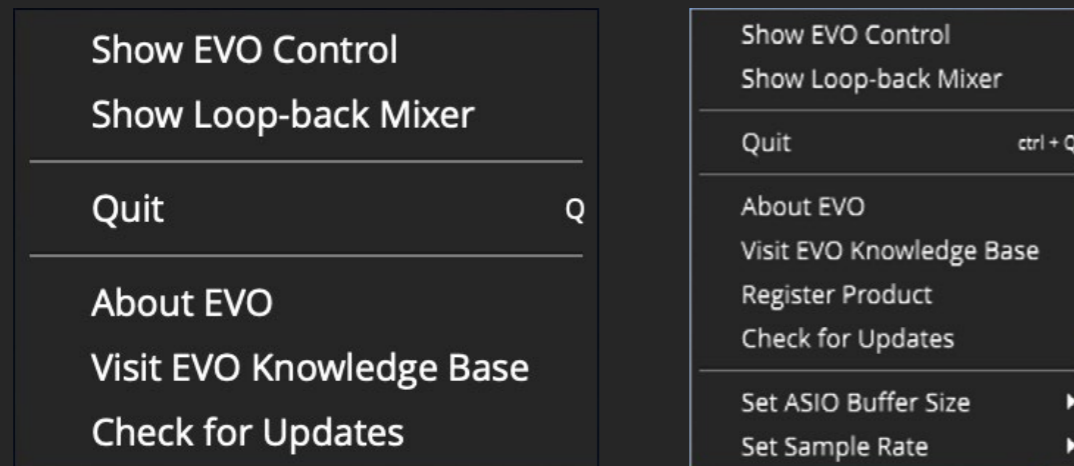 Show EVO Control
Show Loop-back Mixer
Quit Q
About EVO
Visit EVO Knowledge Base
Check for Updates
Show EVO Control
Show Loop-back Mixer
Quit ctrl + Q
About EVO
Visit EVO Knowledge Base
Register Product
Check for Updates
Set ASIO Buffer Size
Set Sample Rate